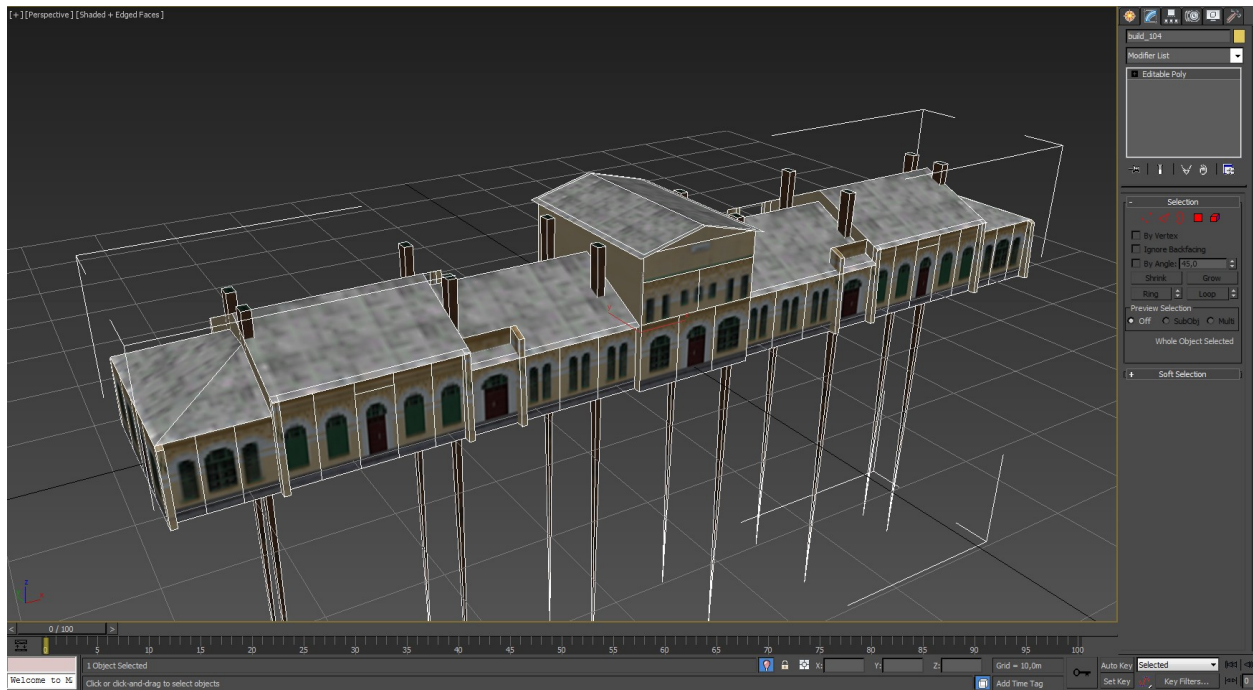 [ + ] [ Perspective ] [ Shaded + Edged Faces ]
build_104
Modifier List
Editable Poly
- Selection
By Vertex
Ignore Backfacing
By Angle: 45,0
Shrink Grow
Ring Loop
Preview Selection
Off SubObj Multi
Whole Object Selected
+ Soft Selection
z
x
< 0 / 100 >
0 5 10 15 20 25 30 35 40 45 50 55 60 65 70 75 80 85 90 95 100
1 Object Selected X: Y: Z: Grid = 10,0m Auto Key Selected
Welcome to M Click or click-and-drag to select objects Add Time Tag Set Key Key Filters... 0